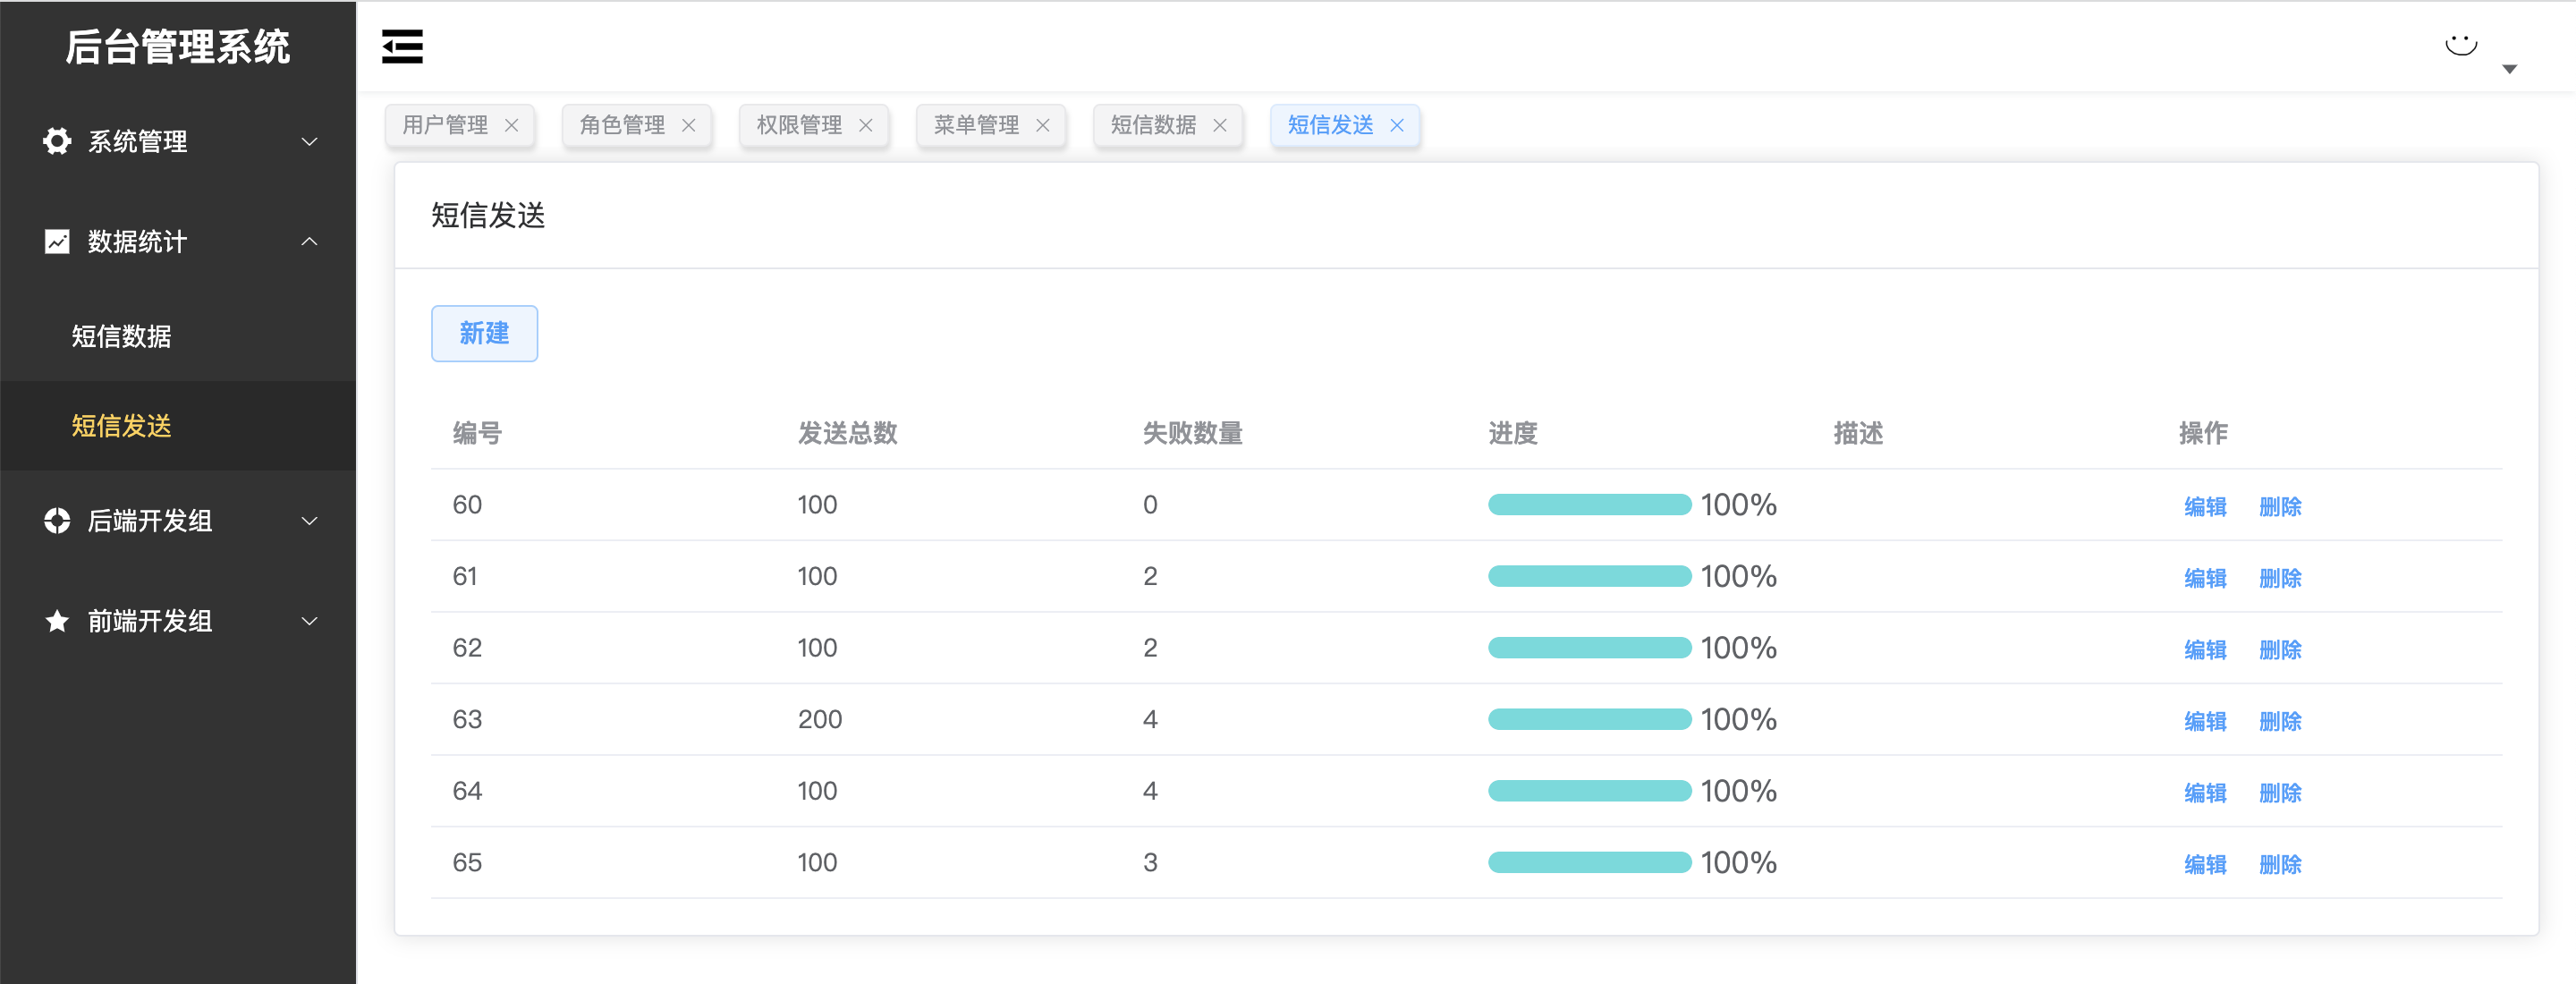 后台管理系统
系统管理
数据统计
短信数据
短信发送
后端开发组
前端开发组
用户管理 角色管理 权限管理 菜单管理 短信数据 短信发送
短信发送
新建
编号 发送总数 失败数量 进度 描述 操作
60 100 0 100% 编辑 删除
61 100 2 100% 编辑 删除
62 100 2 100% 编辑 删除
63 200 4 100% 编辑 删除
64 100 4 100% 编辑 删除
65 100 3 100% 编辑 删除